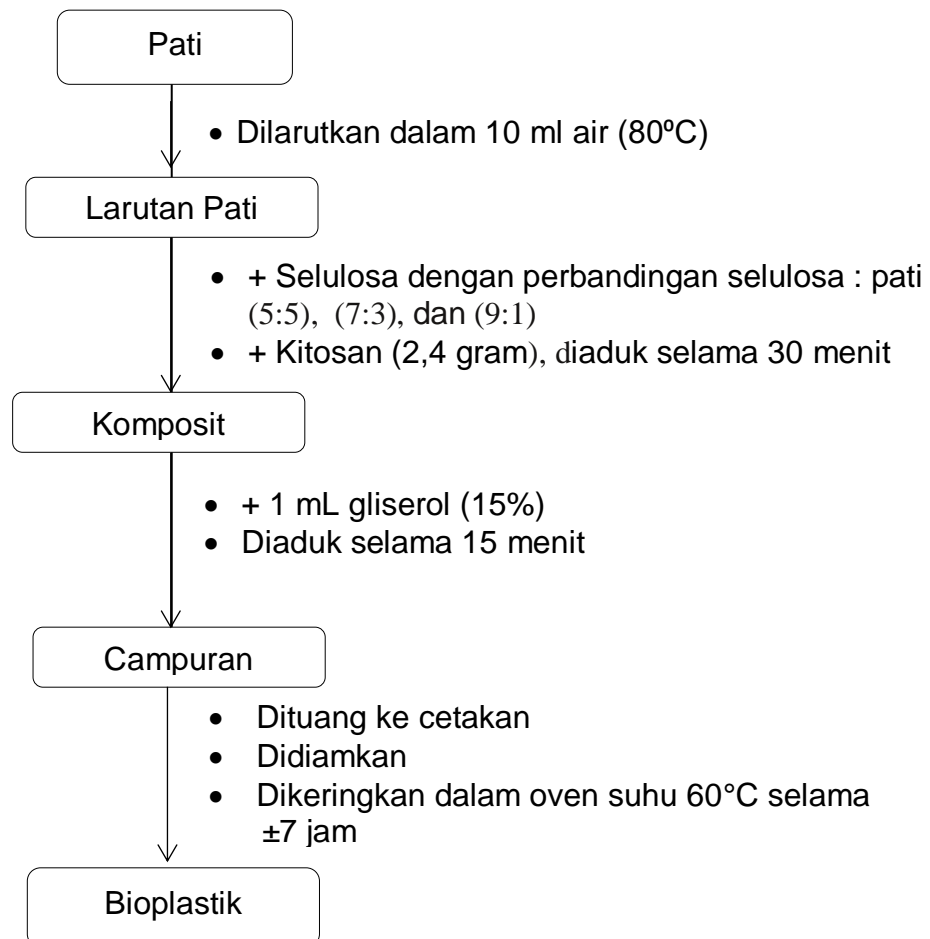 Pati
• Dilarutkan dalam 10 ml air (80ºC)
Larutan Pati
• + Selulosa dengan perbandingan selulosa : pati
(5:5), (7:3), dan (9:1)
• + Kitosan (2,4 gram), diaduk selama 30 menit
Komposit
• + 1 mL gliserol (15%)
• Diaduk selama 15 menit
Campuran
• Dituang ke cetakan
• Didiamkan
• Dikeringkan dalam oven suhu 60°C selama
±7 jam
Bioplastik